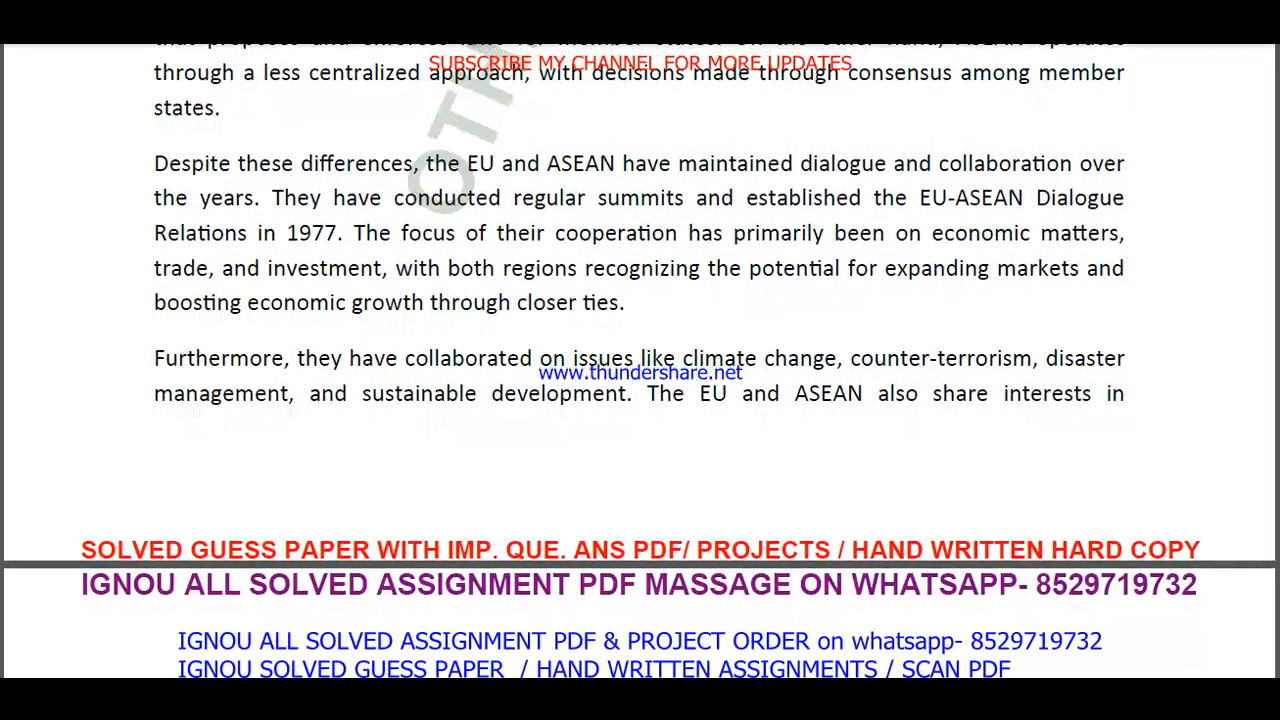 SUBSCRIBE MY CHANNEL FOR MORE UPDATES
through a less centralized approach, with decisions made through consensus among member
states.
Despite these differences, the EU and ASEAN have maintained dialogue and collaboration over
the years. They have conducted regular summits and established the EU-ASEAN Dialogue
Relations in 1977. The focus of their cooperation has primarily been on economic matters,
trade, and investment, with both regions recognizing the potential for expanding markets and
boosting economic growth through closer ties.
Furthermore, they have collaborated on issues like climate change, counter-terrorism, disaster
www.thundershare.net
management, and sustainable development. The EU and ASEAN also share interests in
SOLVED GUESS PAPER WITH IMP. QUE. ANS PDF/ PROJECTS / HAND WRITTEN HARD COPY
IGNOU ALL SOLVED ASSIGNMENT PDF MASSAGE ON WHATSAPP- 8529719732
IGNOU ALL SOLVED ASSIGNMENT PDF & PROJECT ORDER on whatsapp- 8529719732
IGNOU SOLVED GUESS PAPER / HAND WRITTEN ASSIGNMENTS / SCAN PDF